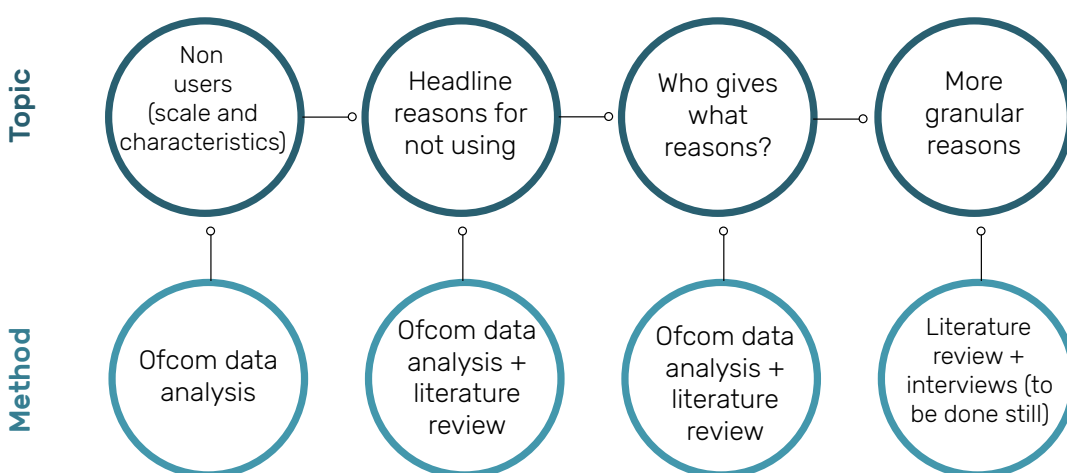 Topic
Non
users
(scale and
characteristics)
Headline
reasons for
not using
Who gives
what
reasons?
More
granular
reasons
Method
Ofcom data
analysis
Ofcom data
analysis +
literature
review
Ofcom data
analysis +
literature
review
Literature
review +
interviews (to
be done still)